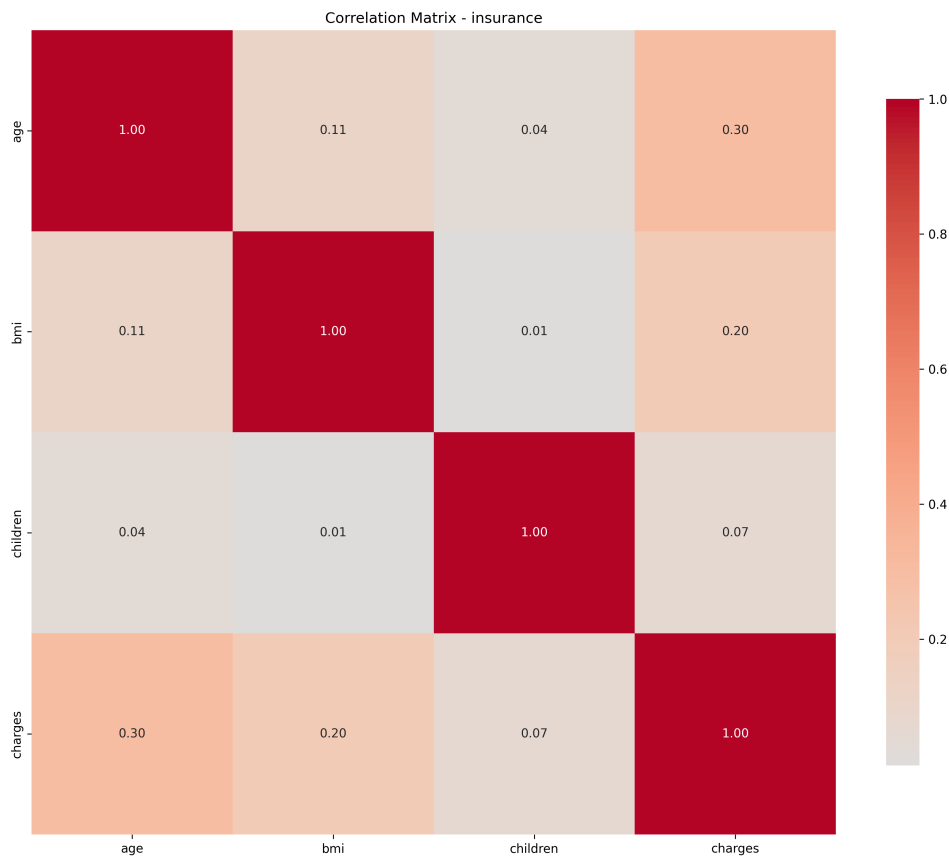 Correlation Matrix - insurance
age
1.00 0.11 0.04 0.30
bmi
0.11 1.00 0.01 0.20
children
0.04 0.01 1.00 0.07
charges
0.30 0.20 0.07 1.00
age bmi children charges
1.0
0.8
0.6
0.4
0.2